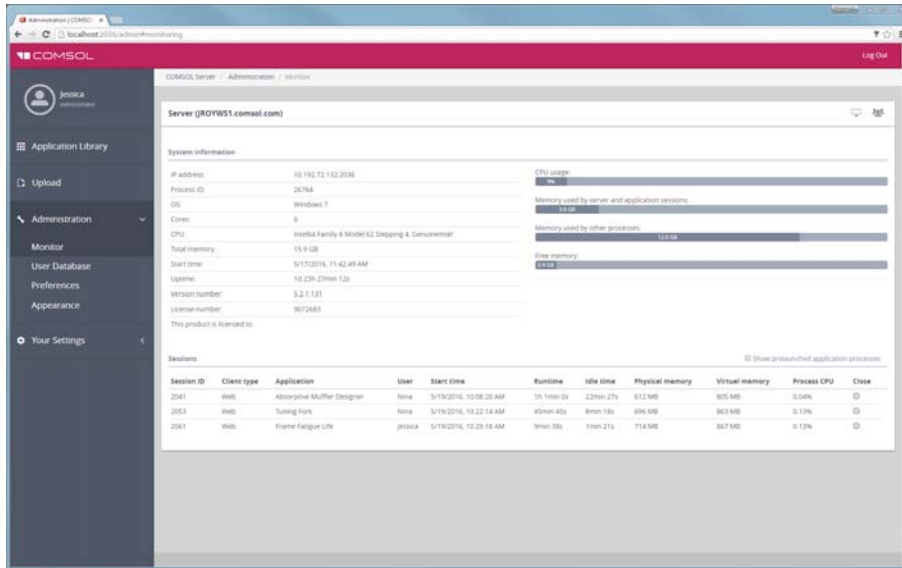 Administration | COMSOL
localhost:2036/admin#monitoring
COMSOL
Log Out
Jessica
administrator
COMSOL Server / Administration / Monitor
Application Library
Upload
Administration
Monitor
User Database
Preferences
Appearance
Your Settings
Server (JROYWS1.comsol.com)
System information
IP address: 10.192.72.132:2036
Process ID: 26764
OS: Windows 7
Cores: 6
CPU: Intel64 Family 6 Model 62 Stepping 4, GenuineIntel
Total memory: 15.9 GB
Start time: 5/17/2016, 11:42:49 AM
Uptime: 1d 23h 27min 12s
Version number: 5.2.1.131
License number: 9072683
This product is licensed to:
CPU usage:
9%
Memory used by server and application sessions:
Memory used by other processes:
12.0 GB
Free memory:
0.9 GB
Sessions
Show prelaunched application processes
Session ID Client type Application User Start time Runtime Idle time Physical memory Virtual memory Process CPU Close
2041 Web Absorptive Muffler Designer Nina 5/19/2016, 10:08:20 AM 1h 1min 0s 22min 27s 612 MB 805 MB 0.04%
2053 Web Tuning Fork Nina 5/19/2016, 10:22:14 AM 45min 45s 8min 18s 696 MB 863 MB 0.13%
2061 Web Frame Fatigue Life Jessica 5/19/2016, 10:29:18 AM 9min 38s 1min 21s 714 MB 867 MB 0.13%